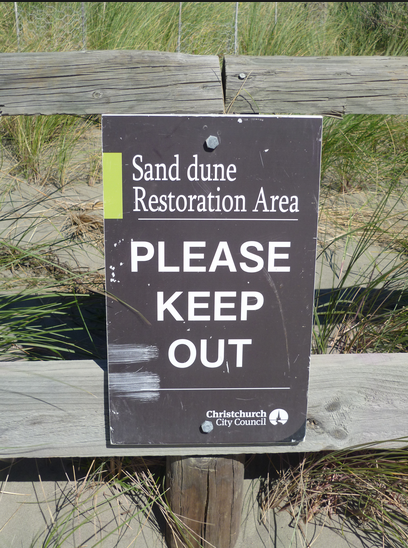 Sand dune
Restoration Area
PLEASE
KEEP
OUT
Christchurch
City Council